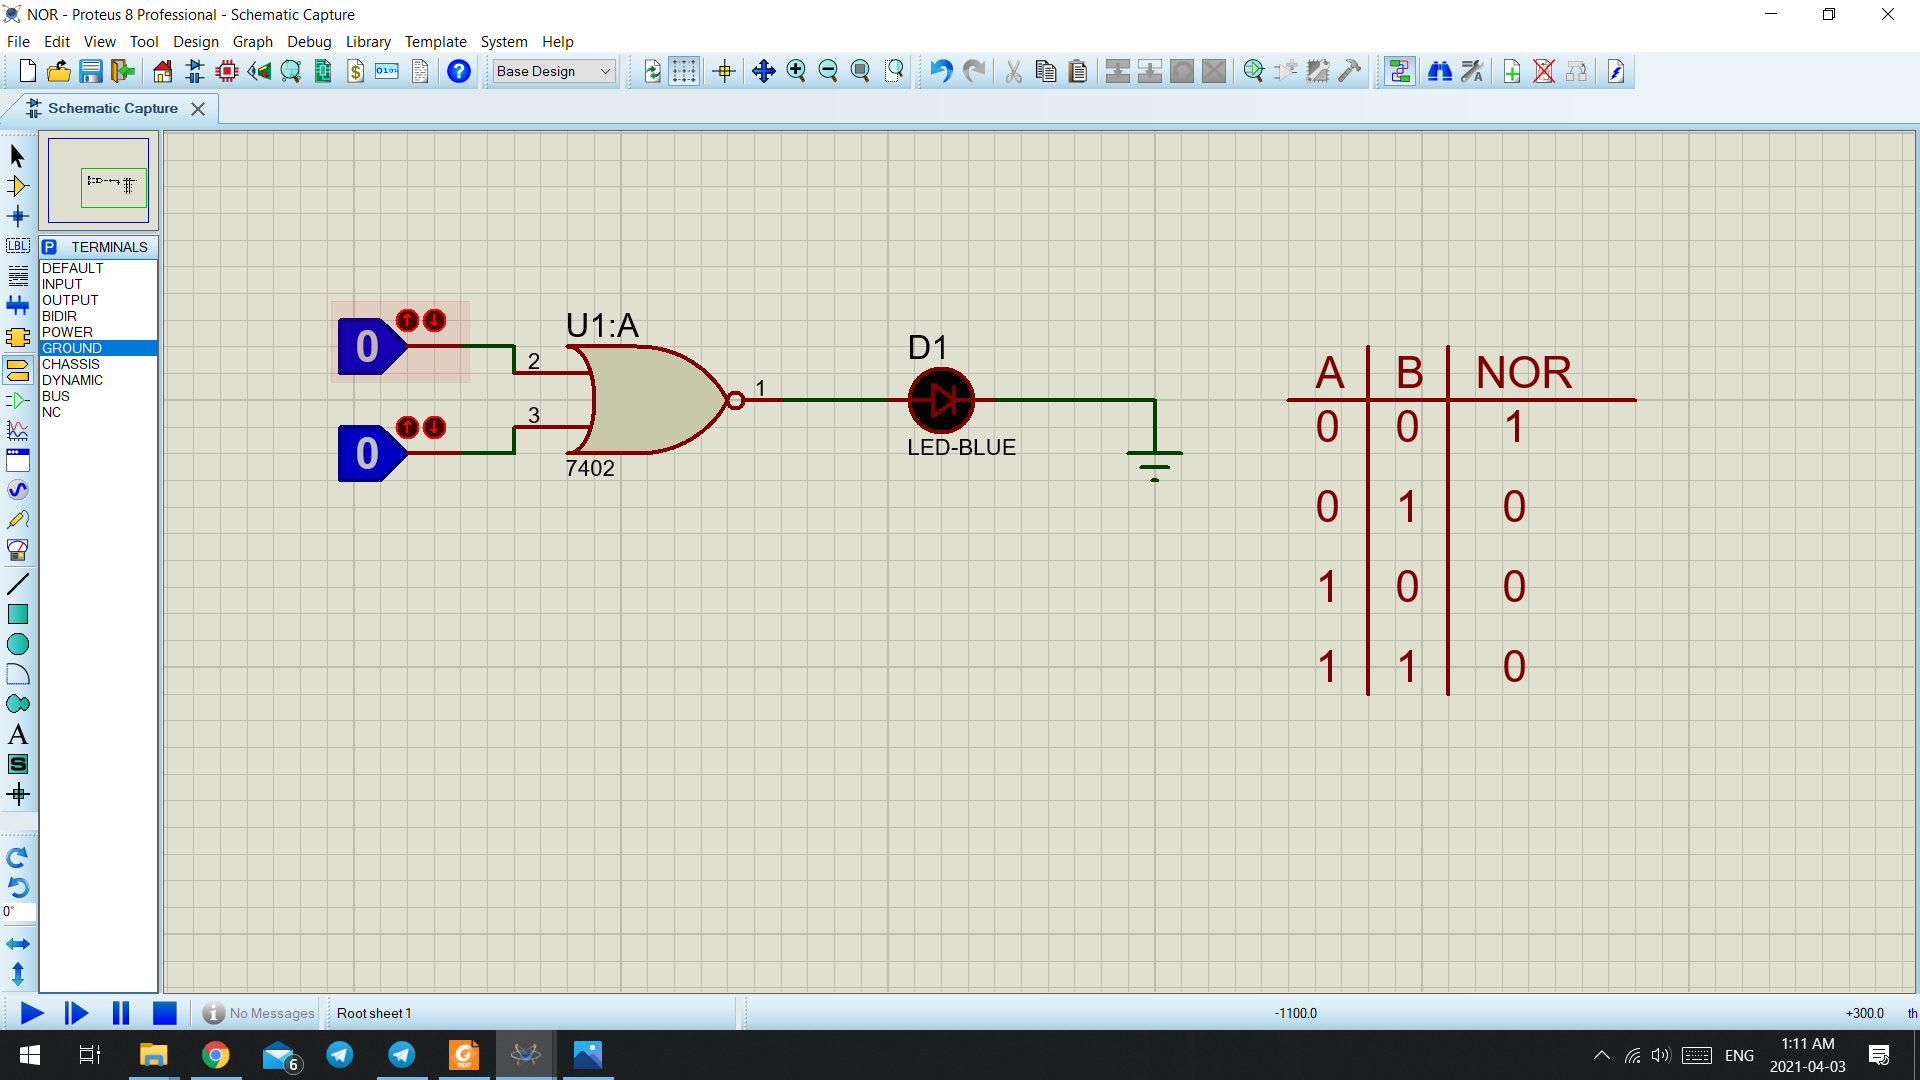 NOR - Proteus 8 Professional - Schematic Capture
File Edit View Tool Design Graph Debug Library Template System Help
$ 0101 ? Base Design
Schematic Capture
LBL
P TERMINALS
DEFAULT
INPUT
OUTPUT
BIDIR
POWER
GROUND
CHASSIS
DYNAMIC
BUS
NC
A
S
0°
0
0
U1:A
2
3
1
7402
D1
LED-BLUE
A B NOR
0 0 1
0 1 0
1 0 0
1 1 0
No Messages Root sheet 1 -1100.0 +300.0 th
6 PDF ENG 1:11 AM
2021-04-03